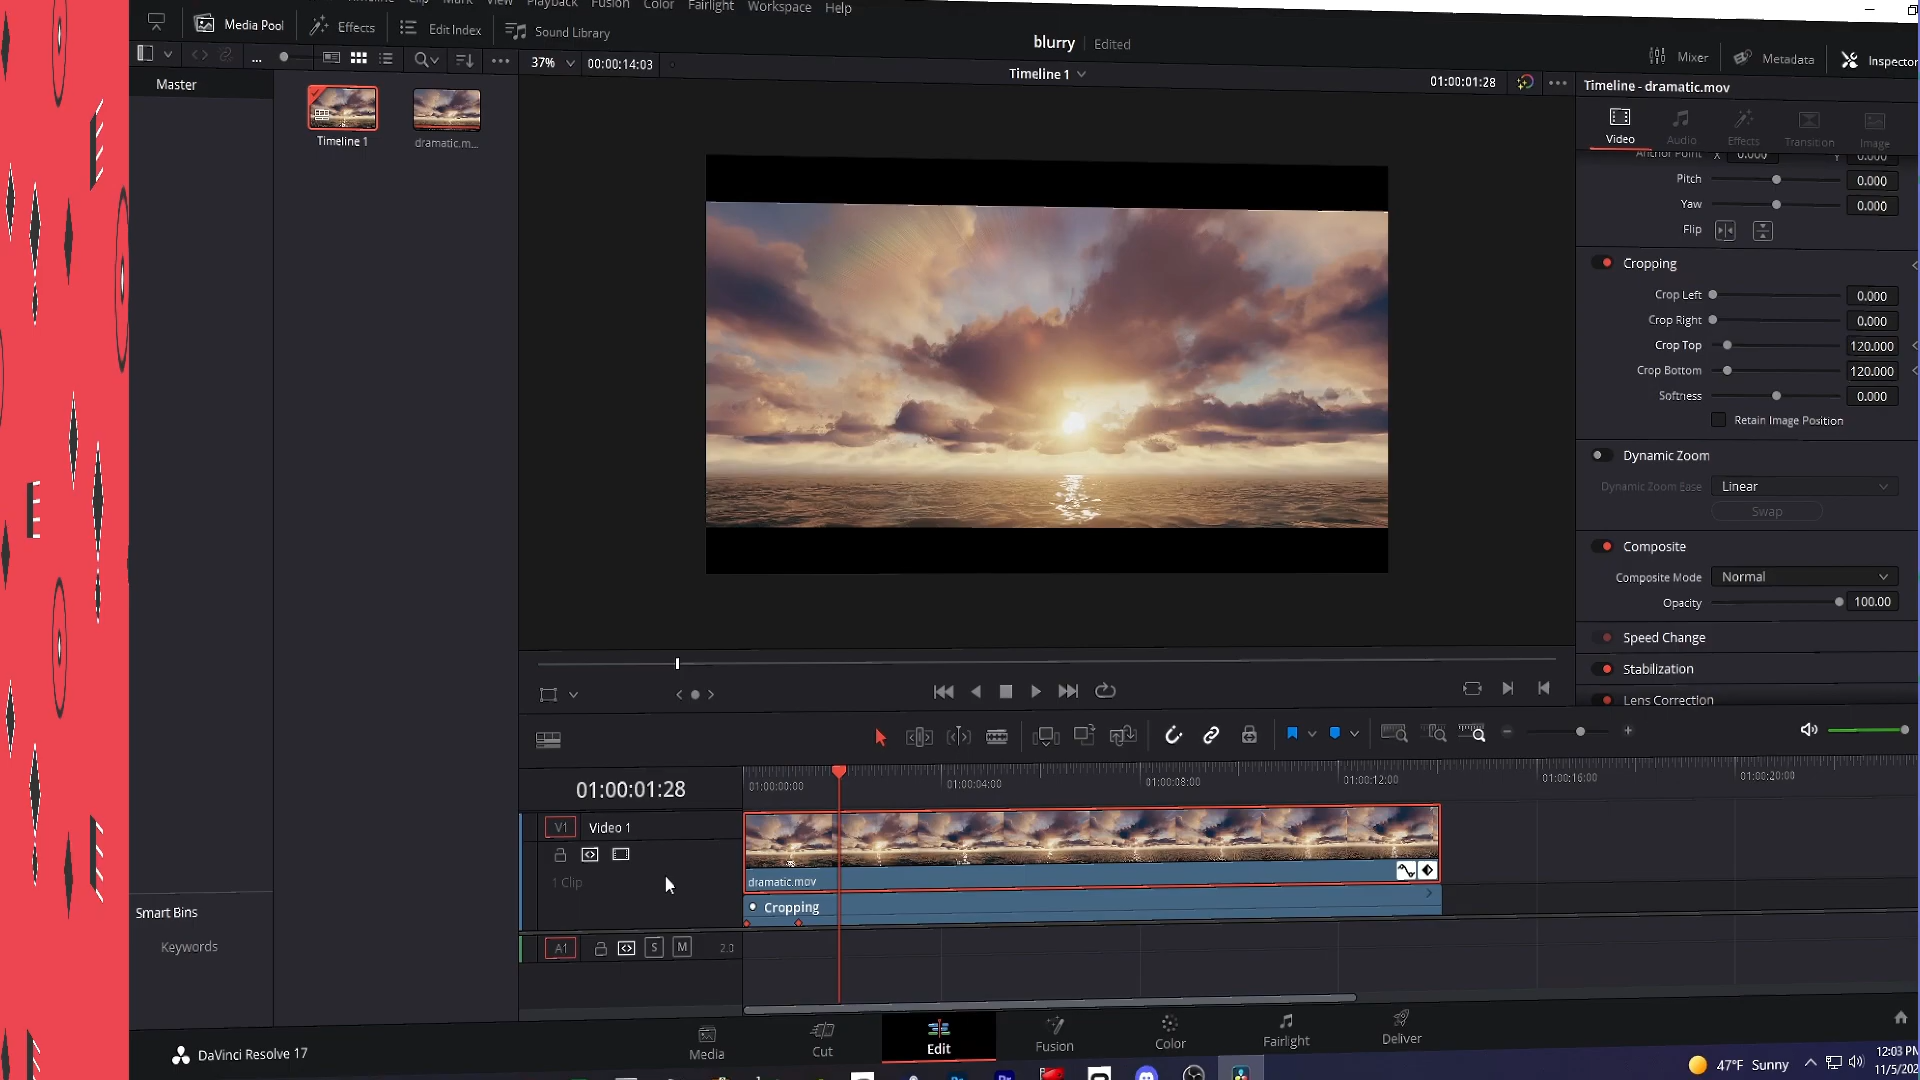 Timeline Clip Mark View Playback Fusion Color Fairlight Workspace Help
Media Pool Effects Edit Index Sound Library
blurry Edited
Mixer Metadata Inspector
37% 00:00:14:03
Timeline 1
01:00:01:28
Timeline - dramatic.mov
Master
Timeline 1
dramatic.m...
Video Audio Effects Transition Image
Anchor Point X 0.000 Y 0.000
Pitch 0.000
Yaw 0.000
Flip
Cropping
Crop Left 0.000
Crop Right 0.000
Crop Top 120.000
Crop Bottom 120.000
Softness 0.000
Retain Image Position
Dynamic Zoom
Dynamic Zoom Ease Linear
Swap
Composite
Composite Mode Normal
Opacity 100.00
Speed Change
Stabilization
Lens Correction
01:00:01:28
01:00:00:00 01:00:04:00 01:00:08:00 01:00:12:00 01:00:16:00 01:00:20:00
V1 Video 1
1 Clip
dramatic.mov
Cropping
A1 S M 2.0
Smart Bins
Keywords
DaVinci Resolve 17
Media Cut Edit Fusion Color Fairlight Deliver
47°F Sunny
12:03 PM
11/5/202